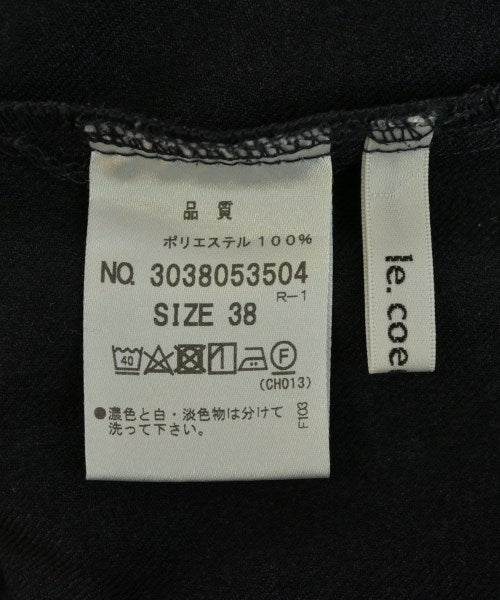 品質
ポリエステル 100%
NO. 3038053504
R-1
SIZE 38
40 F
(CH013)
●濃色と白・淡色物は分けて
洗って下さい。
F103
ile.coe